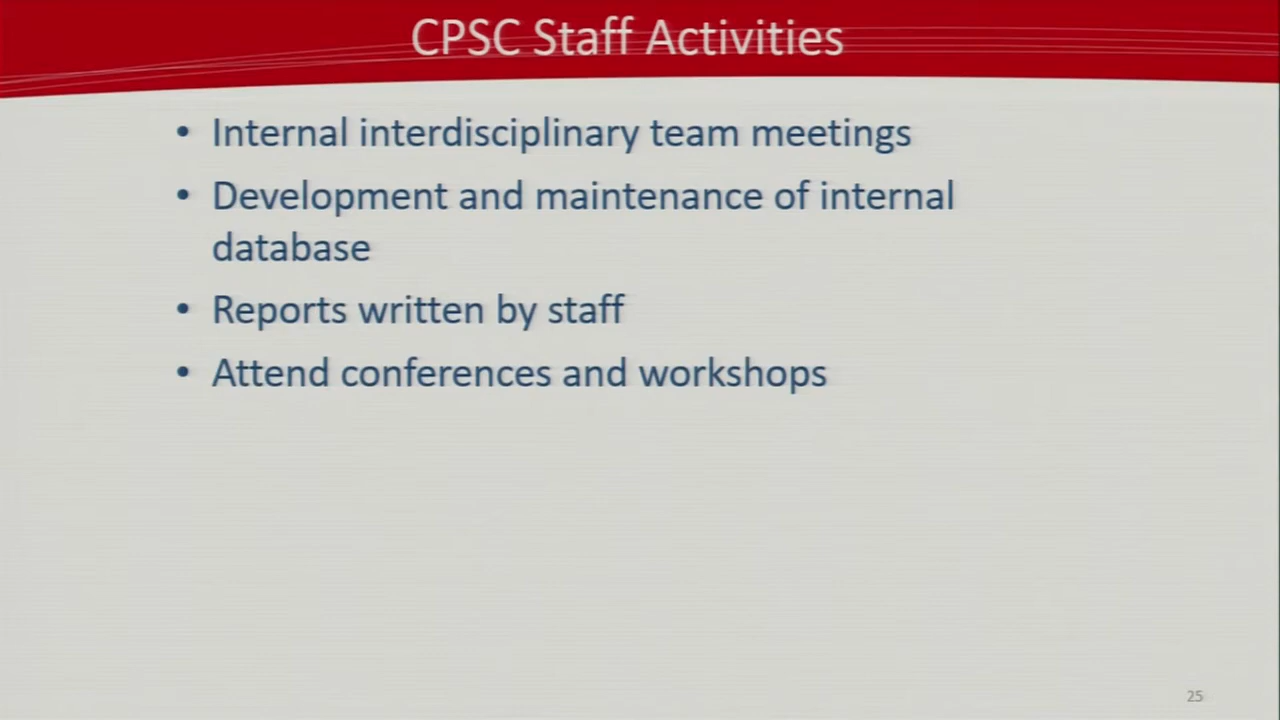 CPSC Staff Activities
• Internal interdisciplinary team meetings
• Development and maintenance of internal
database
• Reports written by staff
• Attend conferences and workshops
25